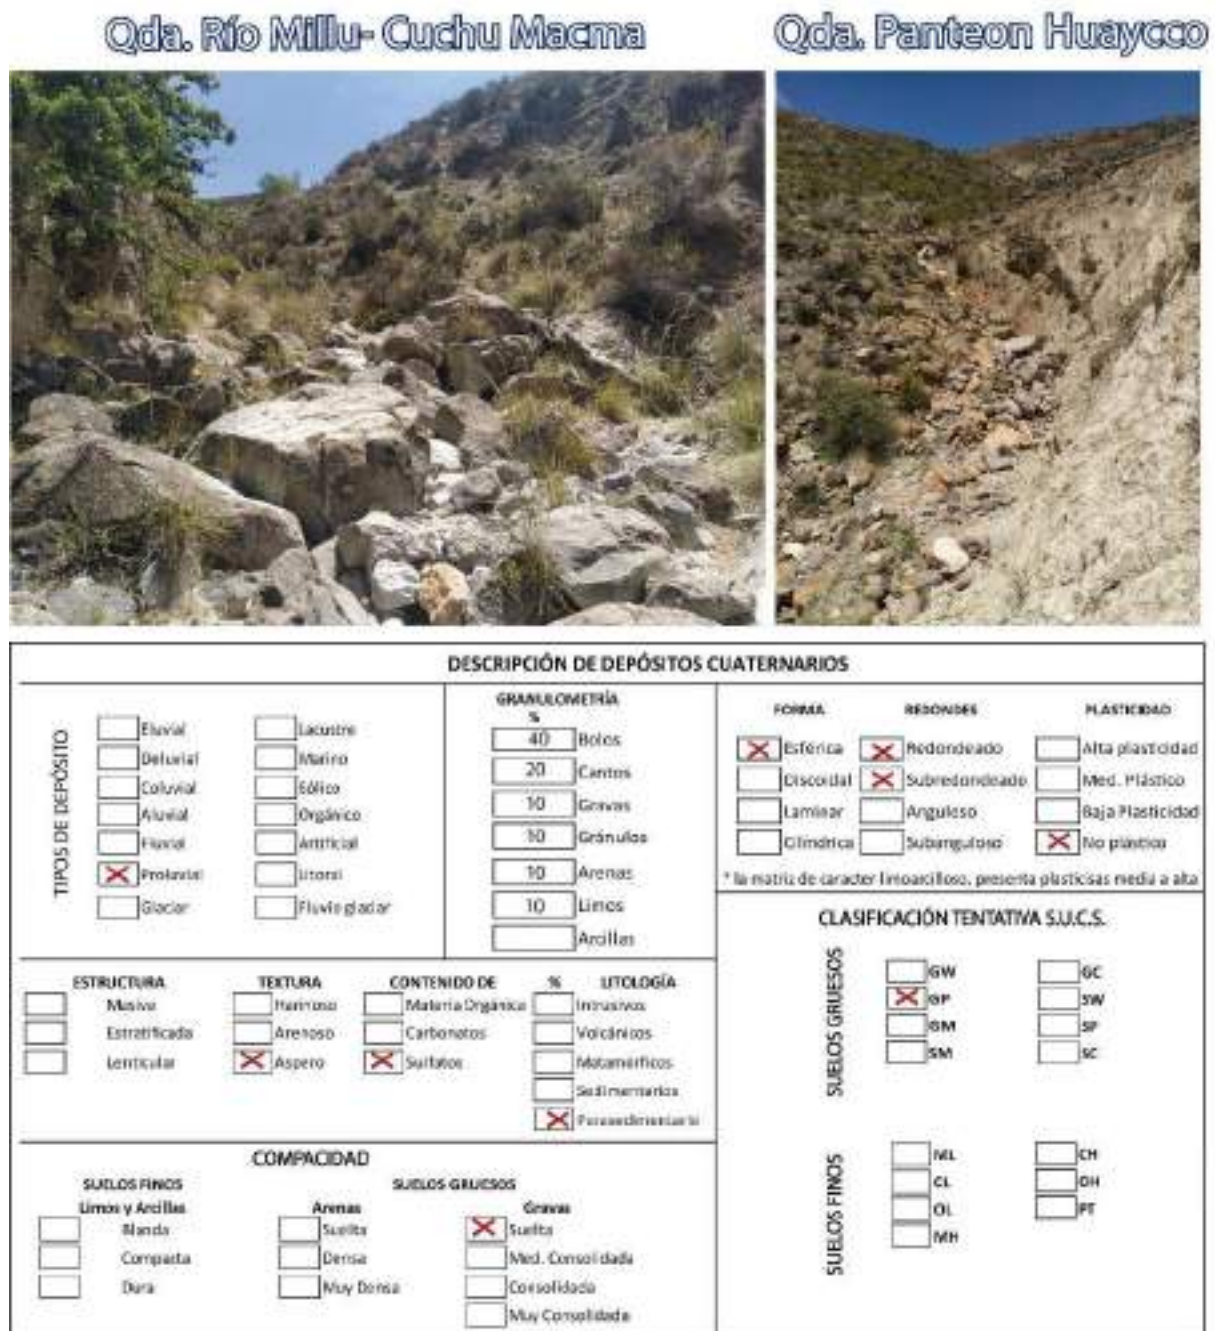 Qda. Río Millu- Cuchu Macma
Qda. Panteon Huaycco
DESCRIPCIÓN DE DEPÓSITOS CUATERNARIOS
TIPOS DE DEPÓSITO
Eluvial
Deluvial
Coluvial
Aluvial
Fluvial
Proluvial
Glaciar
Lacustre
Marino
Eólico
Orgánico
Artificial
Litoral
Fluvio glaciar
GRANULOMETRÍA
%
40 Bolos
20 Cantos
10 Gravas
10 Gránulos
10 Arenas
10 Limos
Arcillas
FORMA
Esférica
Discoidal
Laminar
Cilíndrica
REDONDES
Redondeado
Subredondeado
Anguloso
Subanguloso
PLASTICIDAD
Alta plasticidad
Med. Plástico
Baja Plasticidad
No plástico
* la matriz de caracter limoarcilloso, presenta plasticisas media a alta
ESTRUCTURA
Masiva
Estratificada
Lenticular
TEXTURA
Harinoso
Arenoso
Aspero
CONTENIDO DE
Materia Orgánica
Carbonatos
Sulfatos
% LITOLOGÍA
Intrusivos
Volcánicos
Metamórficos
Sedimentarios
CLASIFICACIÓN TENTATIVA S.U.C.S.
SUELOS GRUESOS
GW
GP
GM
SM
GC
SW
SP
SC
SUELOS FINOS
ML
CL
OL
MH
CH
OH
PT
COMPACIDAD
SUELOS FINOS
Limos y Arcillas
Blanda
Compacta
Dura
SUELOS GRUESOS
Arenas
Suelta
Densa
Muy Densa
Gravas
Suelta
Med. Consolidada
Consolidada
Muy Consolidada